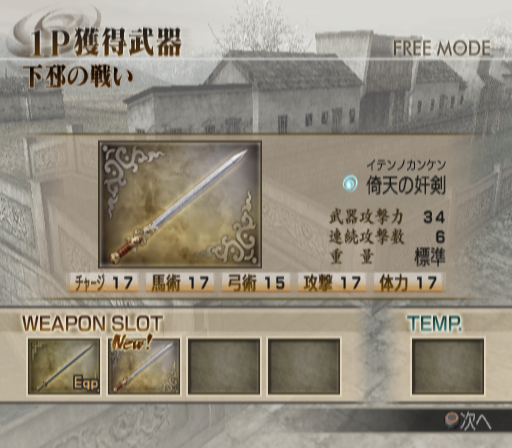 1P獲得武器
FREE MODE
下邳の戦い
イテンノカンケン
倚天の奸剣
武器攻撃力 34
連続攻撃数 6
重量 標準
チャージ 17 馬術 17 弓術 15 攻撃 17 体力 17
WEAPON SLOT
TEMP.
New!
Eqp
次へ